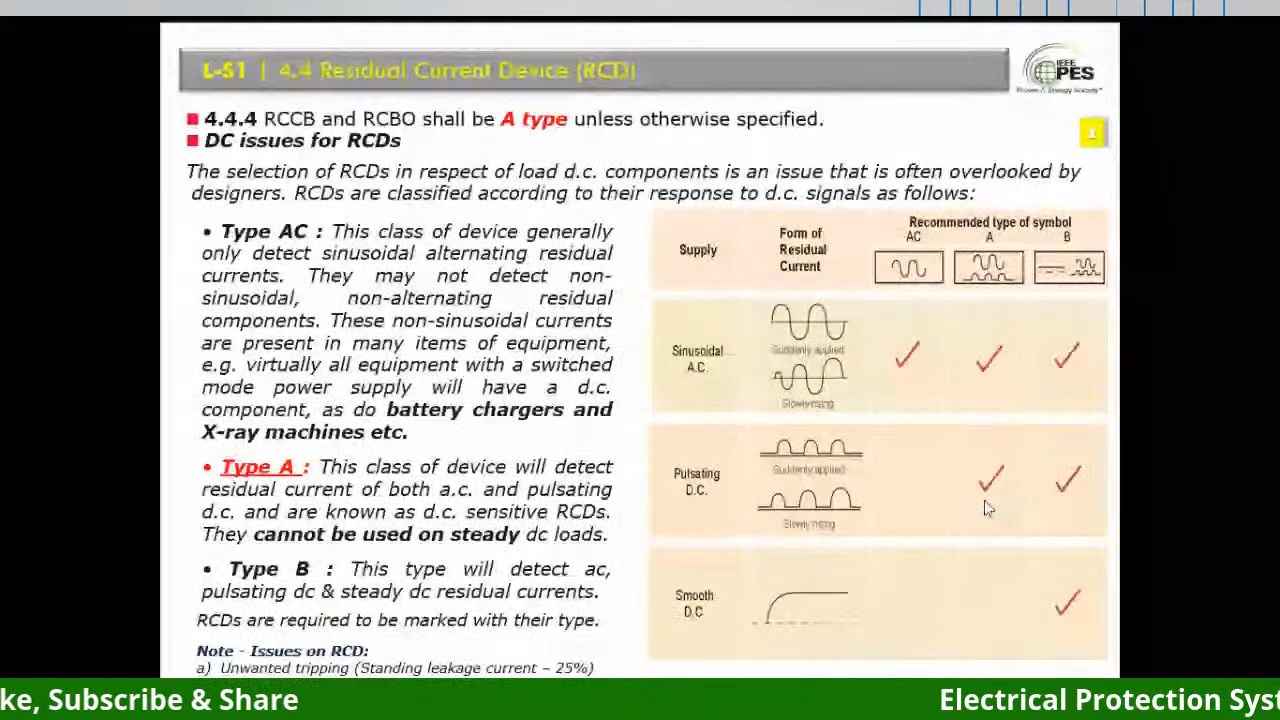 L-S1 | 4.4 Residual Current Device (RCD)
IEEE
PES
Power & Energy Society®
4.4.4 RCCB and RCBO shall be A type unless otherwise specified.
DC issues for RCDs
1
The selection of RCDs in respect of load d.c. components is an issue that is often overlooked by
designers. RCDs are classified according to their response to d.c. signals as follows:
• Type AC : This class of device generally
only detect sinusoidal alternating residual
currents. They may not detect non-
sinusoidal, non-alternating residual
components. These non-sinusoidal currents
are present in many items of equipment,
e.g. virtually all equipment with a switched
mode power supply will have a d.c.
component, as do battery chargers and
X-ray machines etc.
• Type A : This class of device will detect
residual current of both a.c. and pulsating
d.c. and are known as d.c. sensitive RCDs.
They cannot be used on steady dc loads.
• Type B : This type will detect ac,
pulsating dc & steady dc residual currents.
RCDs are required to be marked with their type.
Note - Issues on RCD:
a) Unwanted tripping (Standing leakage current – 25%)
Supply
Form of
Residual
Current
Recommended type of symbol
AC A B
Sinusoidal
A.C.
Suddenly applied
Slowly rising
Pulsating
D.C.
Suddenly applied
Slowly rising
Smooth
D.C
ke, Subscribe & Share
Electrical Protection Syst